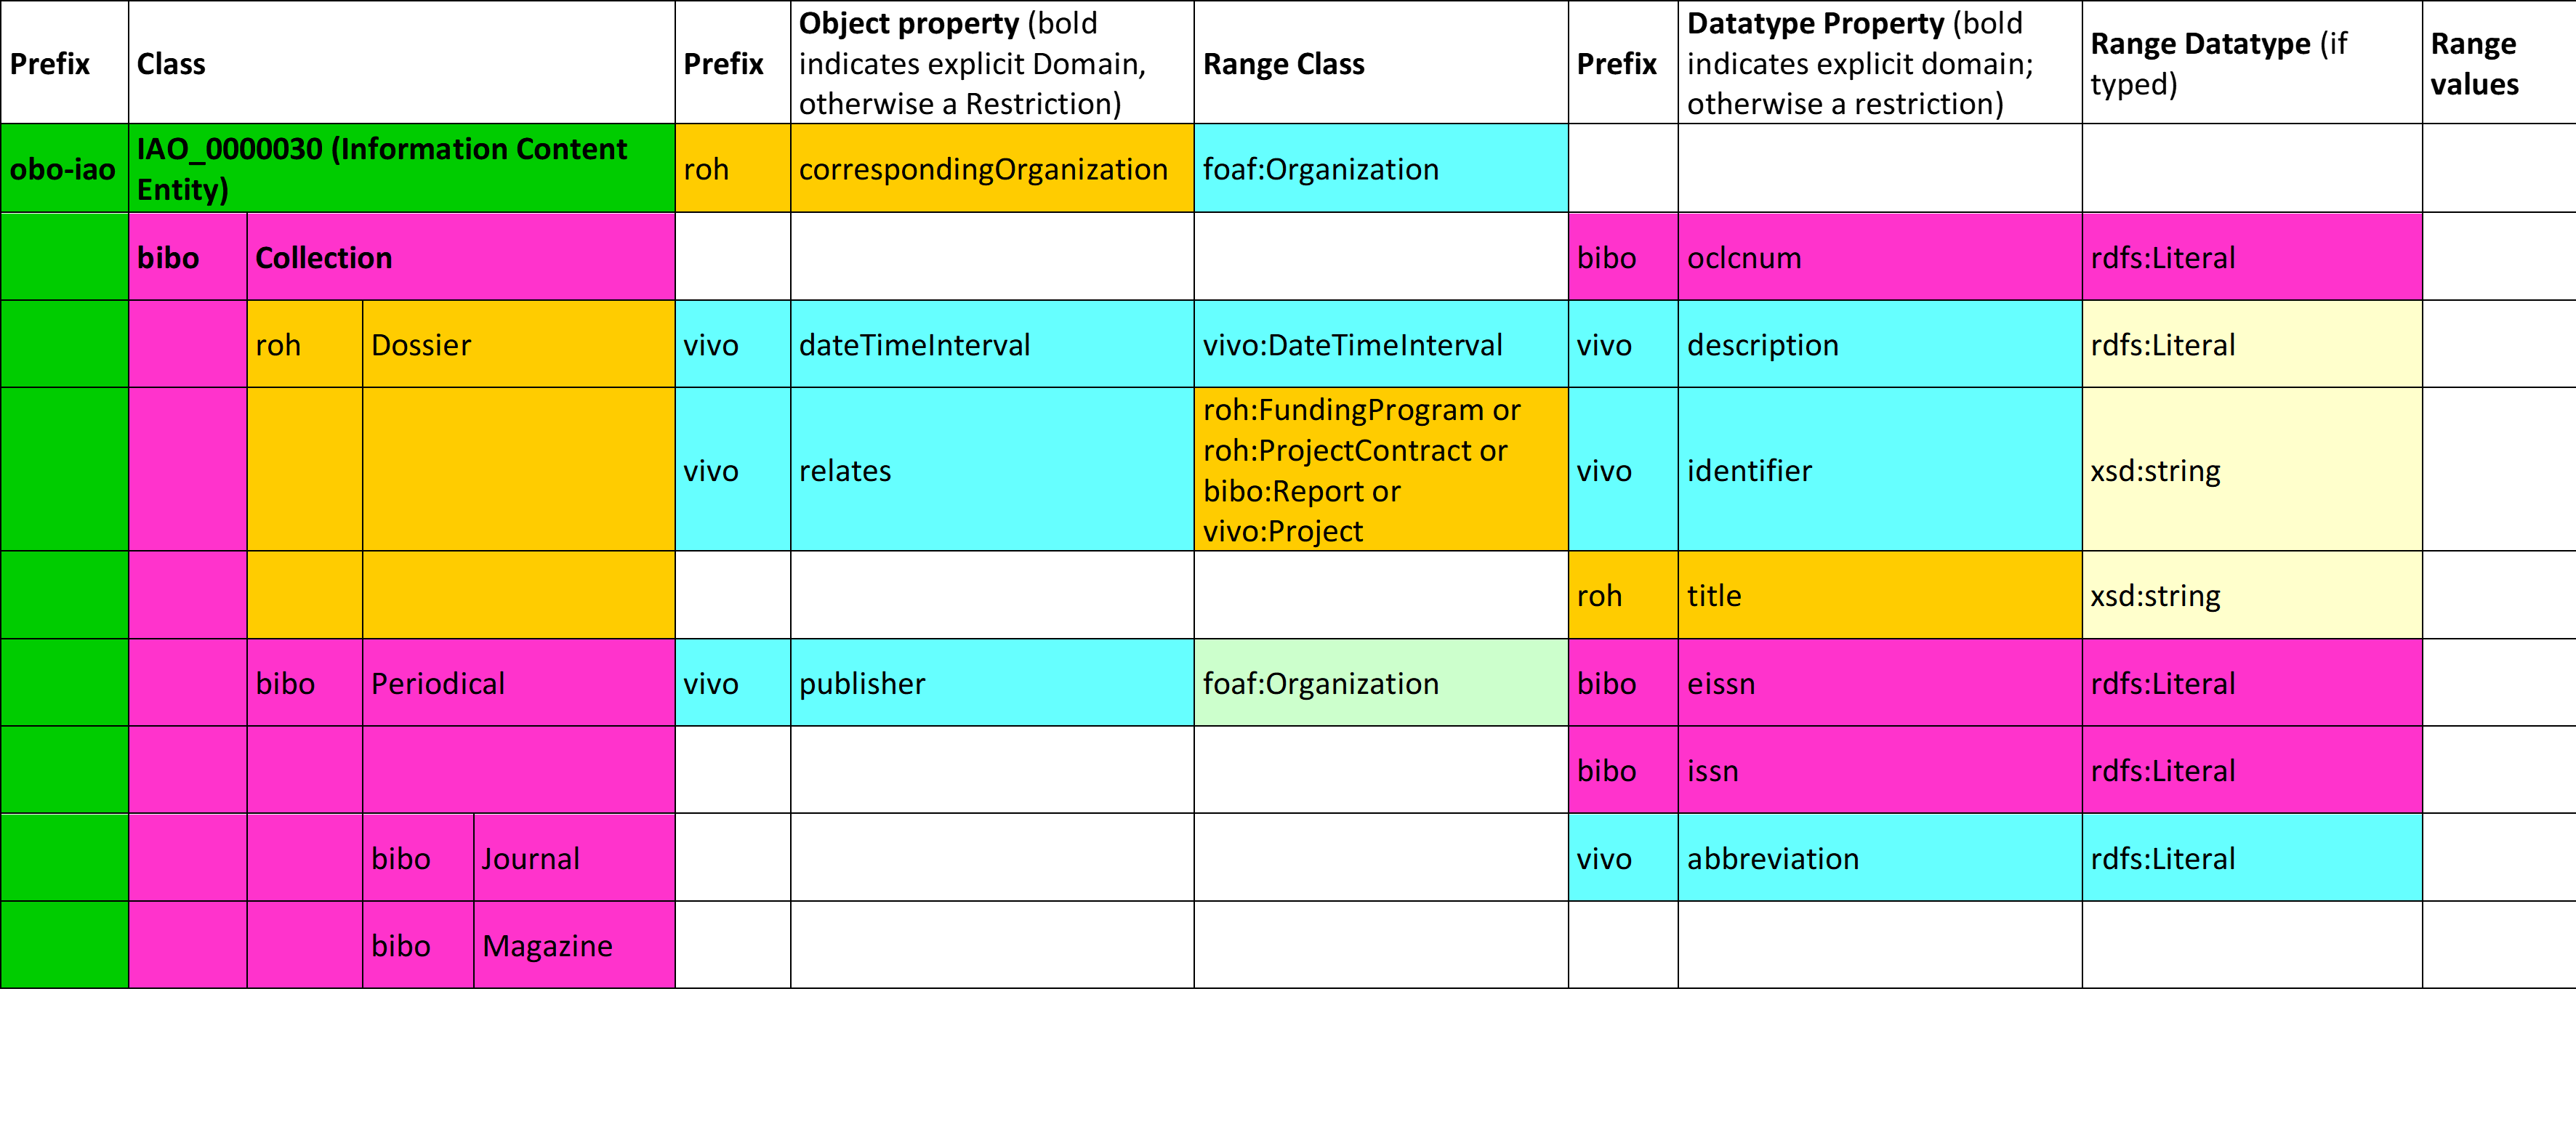 Prefix Class Prefix Object property (bold indicates explicit Domain, otherwise a Restriction) Range Class Prefix Datatype Property (bold indicates explicit domain; otherwise a restriction) Range Datatype (if typed) Range values
obo-iao IAO_0000030 (Information Content Entity) roh correspondingOrganization foaf:Organization
bibo Collection bibo oclcnum rdfs:Literal
roh Dossier vivo dateTimeInterval vivo:DateTimeInterval vivo description rdfs:Literal
vivo relates roh:FundingProgram or roh:ProjectContract or bibo:Report or vivo:Project vivo identifier xsd:string
roh title xsd:string
bibo Periodical vivo publisher foaf:Organization bibo eissn rdfs:Literal
bibo issn rdfs:Literal
bibo Journal vivo abbreviation rdfs:Literal
bibo Magazine